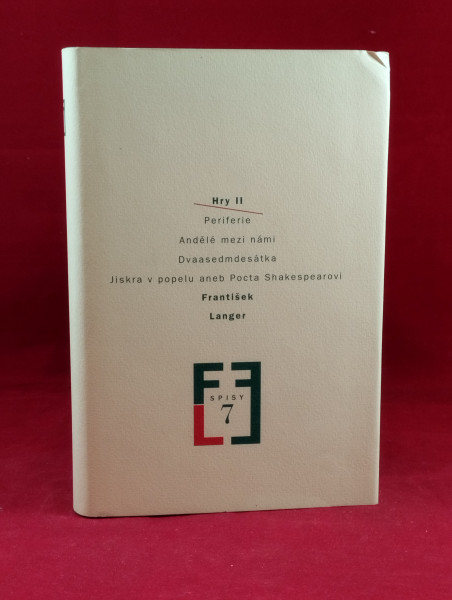 Hry II
Periferie
Andělé mezi námi
Dvaasedmdesátka
Jiskra v popelu aneb Pocta Shakespearovi
František
Langer
SPISY
7